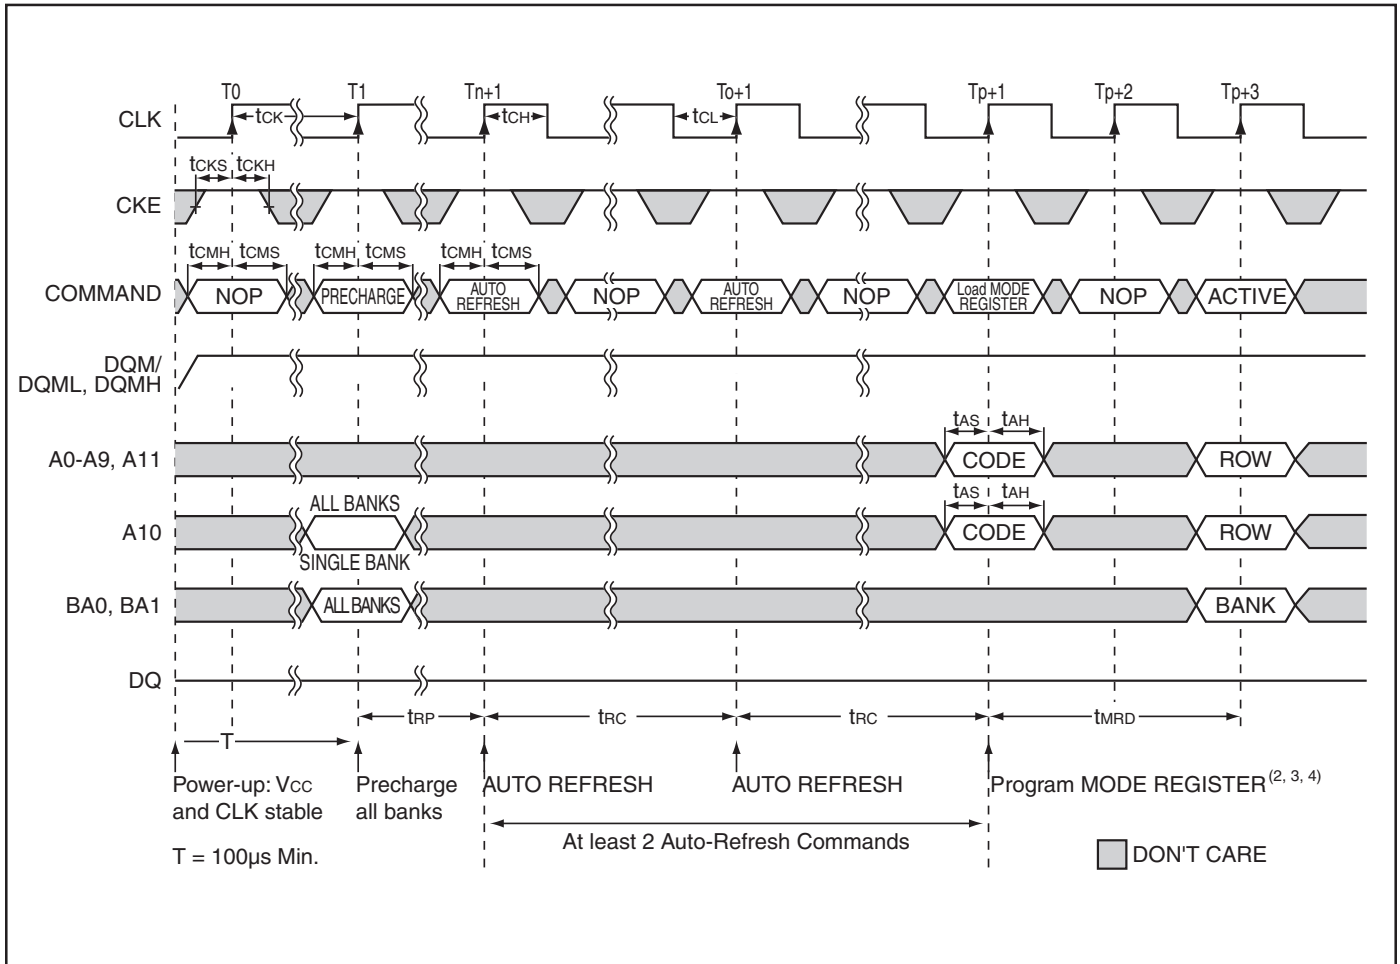 T0 T1 Tn+1 To+1 Tp+1 Tp+2 Tp+3
CLK tCK tCH tCL
tCKS tCKH
CKE
tCMH tCMS tCMH tCMS tCMH tCMS
COMMAND NOP PRECHARGE AUTO REFRESH NOP AUTO REFRESH NOP Load MODE REGISTER NOP ACTIVE
DQM/
DQML, DQMH
tAS tAH
A0-A9, A11 CODE ROW
ALL BANKS tAS tAH
A10 CODE ROW
SINGLE BANK
BA0, BA1 ALL BANKS BANK
DQ
tRP tRC tRC tMRD
T
Power-up: VCC Precharge AUTO REFRESH AUTO REFRESH Program MODE REGISTER(2, 3, 4)
and CLK stable all banks
At least 2 Auto-Refresh Commands
T = 100µs Min. DON'T CARE